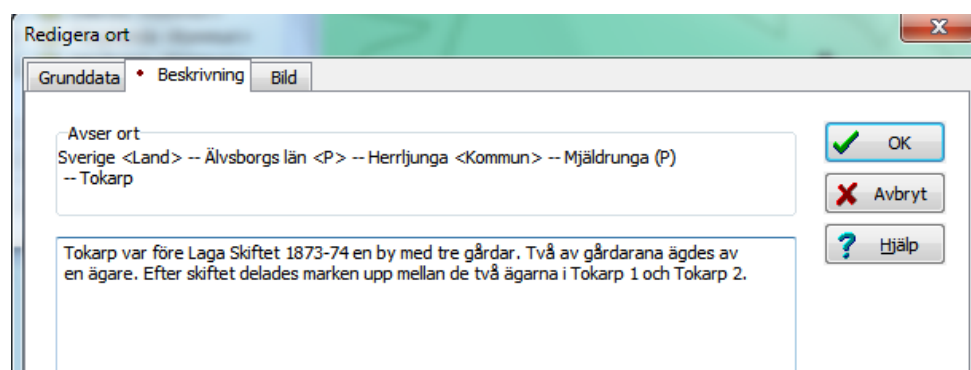 Redigera ort
Grunddata
Beskrivning
Bild
Avser ort
Sverige <Land> -- Älvsborgs län <P> -- Herrljunga <Kommun> -- Mjäldrunga (P)
-- Tokarp
OK
Avbryt
Hjälp
Tokarp var före Laga Skiftet 1873-74 en by med tre gårdar. Två av gårdarana ägdes av
en ägare. Efter skiftet delades marken upp mellan de två ägarna i Tokarp 1 och Tokarp 2.